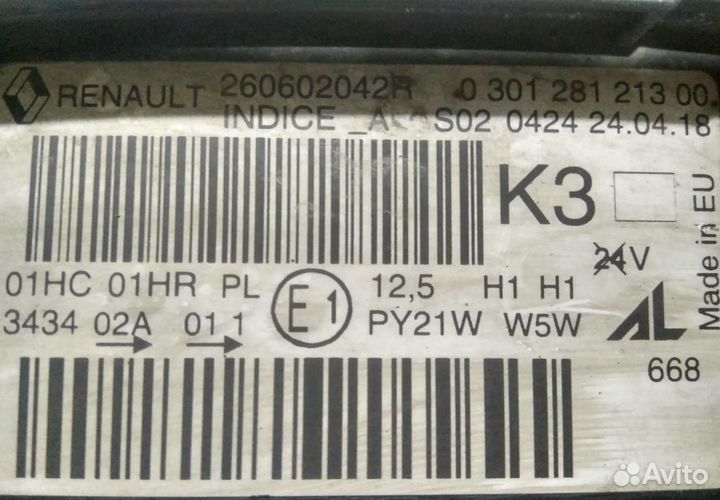 RENAULT 260602042R 0 301 281 213 00
INDICE S02 0424 24.04.18
K3
Made in EU
24V
01HC 01HR PL E1 12,5 H1 H1
3434 02A 01 1 PY21W W5W AL
668
Avito